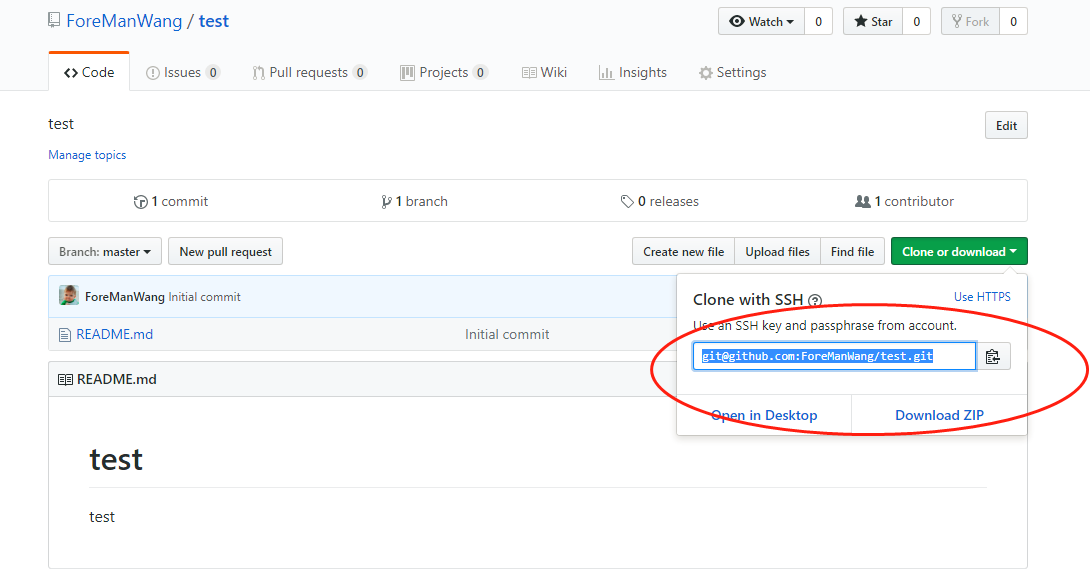 ForeManWang / test
Watch 0 Star 0 Fork 0
Code Issues 0 Pull requests 0 Projects 0 Wiki Insights Settings
test
Edit
Manage topics
1 commit 1 branch 0 releases 1 contributor
Branch: master New pull request Create new file Upload files Find file Clone or download
ForeManWang Initial commit
README.md Initial commit
Clone with SSH ? Use HTTPS
Use an SSH key and passphrase from account.
git@github.com:ForeManWang/test.git
Open in Desktop Download ZIP
README.md
test
test